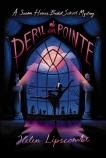 A Swan House Ballet School Mystery
PERIL
en
POINTE
Helen Lipscombe